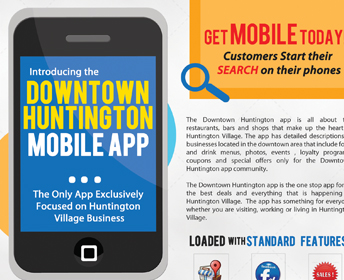 Introducing the
DOWNTOWN
HUNTINGTON
MOBILE APP
...
The Only App Exclusively
Focused on Huntington
Village Business
GET MOBILE TODAY
Customers Start their
SEARCH on their phones
The Downtown Huntington app is all about t
restaurants, bars and shops that make up the heart
Huntington Village. The app has detailed descriptions
businesses located in the downtown area that include fo
and drink menus, photos, events , loyalty program
coupons and special offers only for the Downtow
Huntington app community.
The Downtown Huntington app is the one stop app for
the best deals and everything that is happening
Huntington Village. The app has something for everyo
whether you are visiting, working or living in Huntingt
Village.
LOADED WITH STANDARD FEATURES
f
SALES !